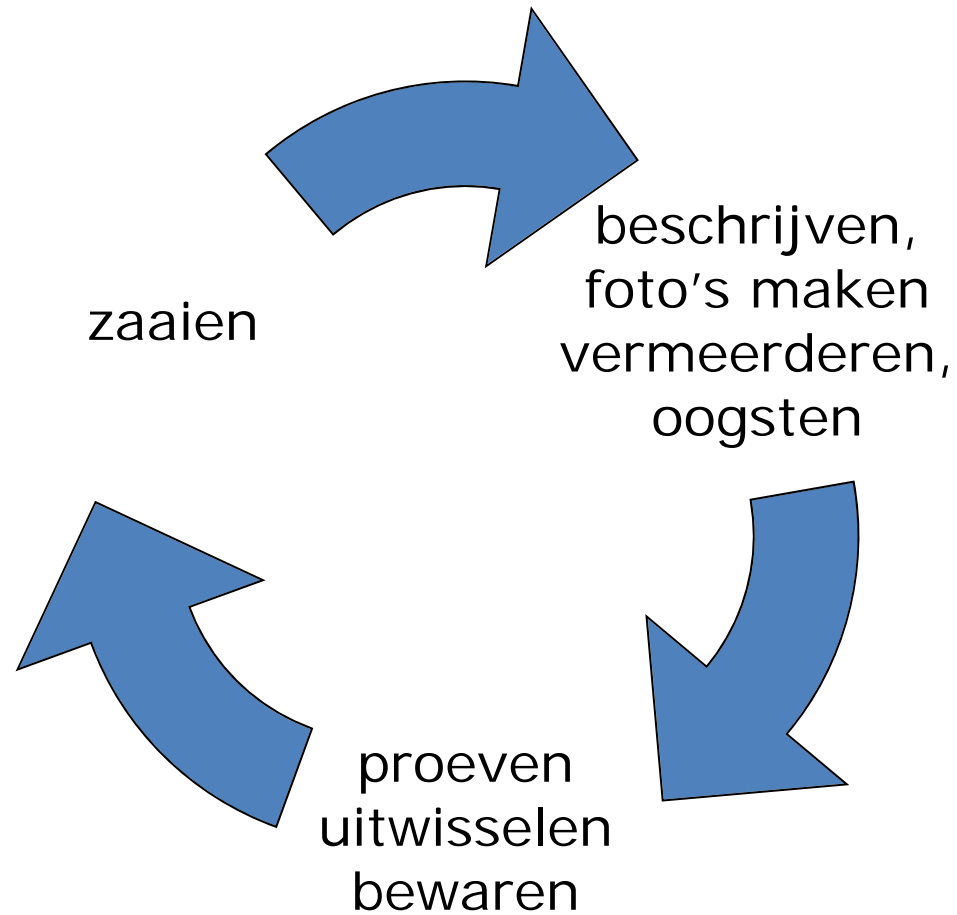 zaaien
beschrijven,
foto's maken
vermeerderen,
oogsten
proeven
uitwisselen
bewaren